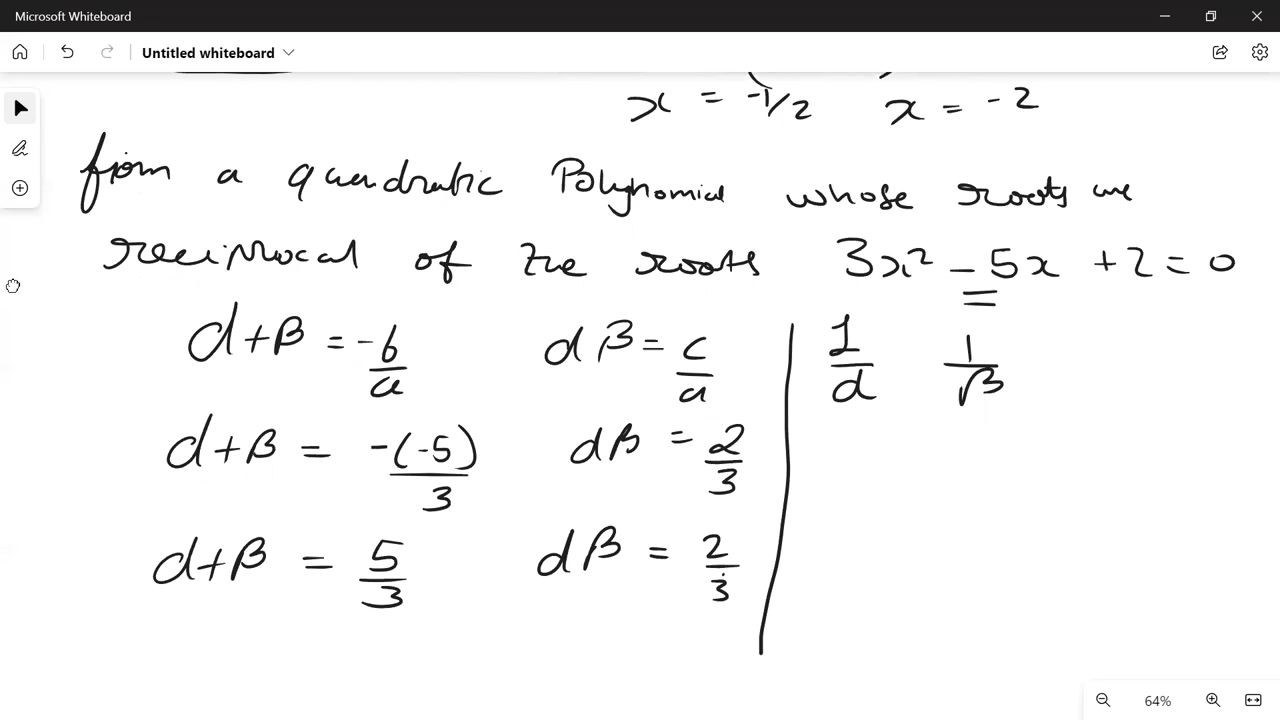 Microsoft Whiteboard
Untitled whiteboard
x = -1/2 x = -2
from a quadratic Polynomial whose roots are
reciprocal of the roots 3x² - 5x + 2 = 0
α+β = -b/a αβ = c/a 1/α 1/β
α+β = -(-5)/3 αβ = 2/3
α+β = 5/3 αβ = 2/3
64%